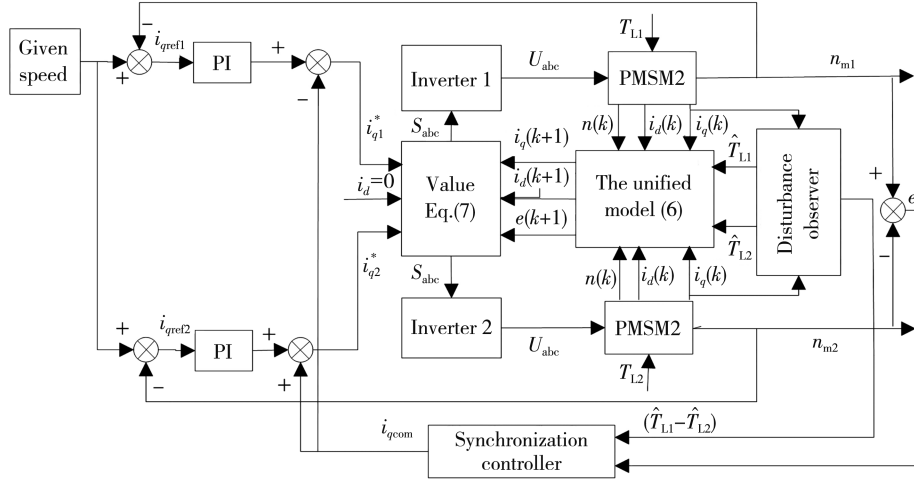 Given
speed
−
+
i_qref1
PI
+
−
i*_q1
Inverter 1
U_abc
T_L1
PMSM2
n_m1
S_abc
n(k)
i_d(k)
i_q(k)
i_d=0
Value
Eq.(7)
i_q(k+1)
i_d(k+1)
e(k+1)
The unified
model (6)
T̂_L1
T̂_L2
Disturbance
observer
+
−
e
i*_q2
S_abc
n(k)
i_d(k)
i_q(k)
Inverter 2
U_abc
PMSM2
n_m2
T_L2
+
−
i_qref2
PI
+
+
i_qcom
Synchronization
controller
(T̂_L1−T̂_L2)